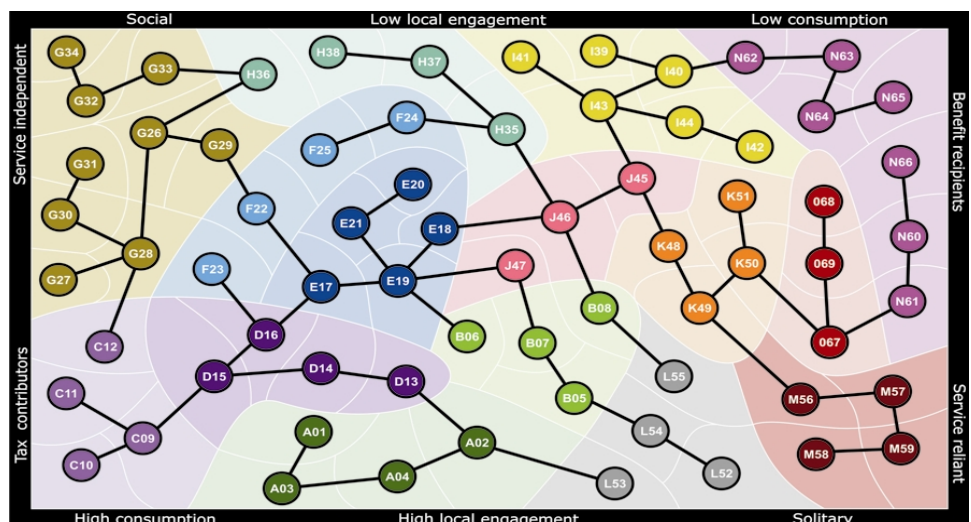 Social Low local engagement Low consumption
Service independent
Benefit recipients
Tax contributors
Service reliant
G34
G33
G32
H36
H38
H37
I41
I39
I40
N62
N63
N64
N65
G26
G29
F24
F25
H35
I43
I44
I42
G31
G30
G28
G27
F22
F23
E20
E21
E18
E17
E19
J45
J46
J47
K51
K48
K50
K49
068
069
067
N66
N60
N61
C12
D16
B06
B07
B08
C11
D15
D14
D13
B05
L55
M56
M57
C09
C10
A01
A02
A03
A04
L54
L53
L52
M58
M59
High consumption High local engagement Solitary